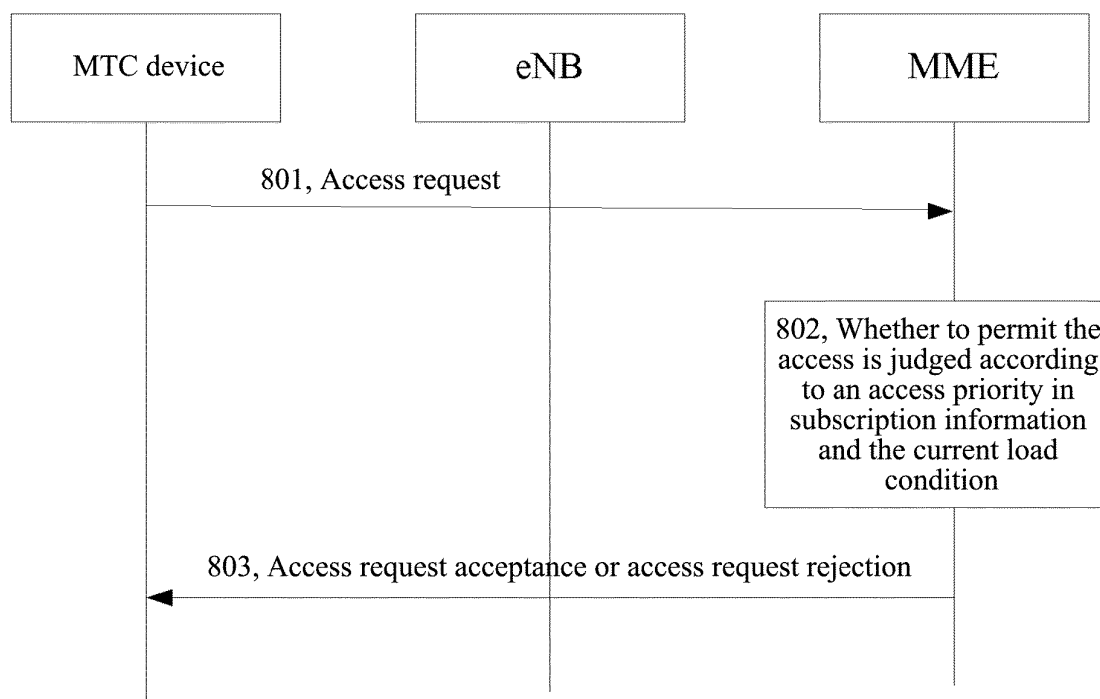 MTC device
eNB
MME
801, Access request
802, Whether to permit the
access is judged according
to an access priority in
subscription information
and the current load
condition
803, Access request acceptance or access request rejection